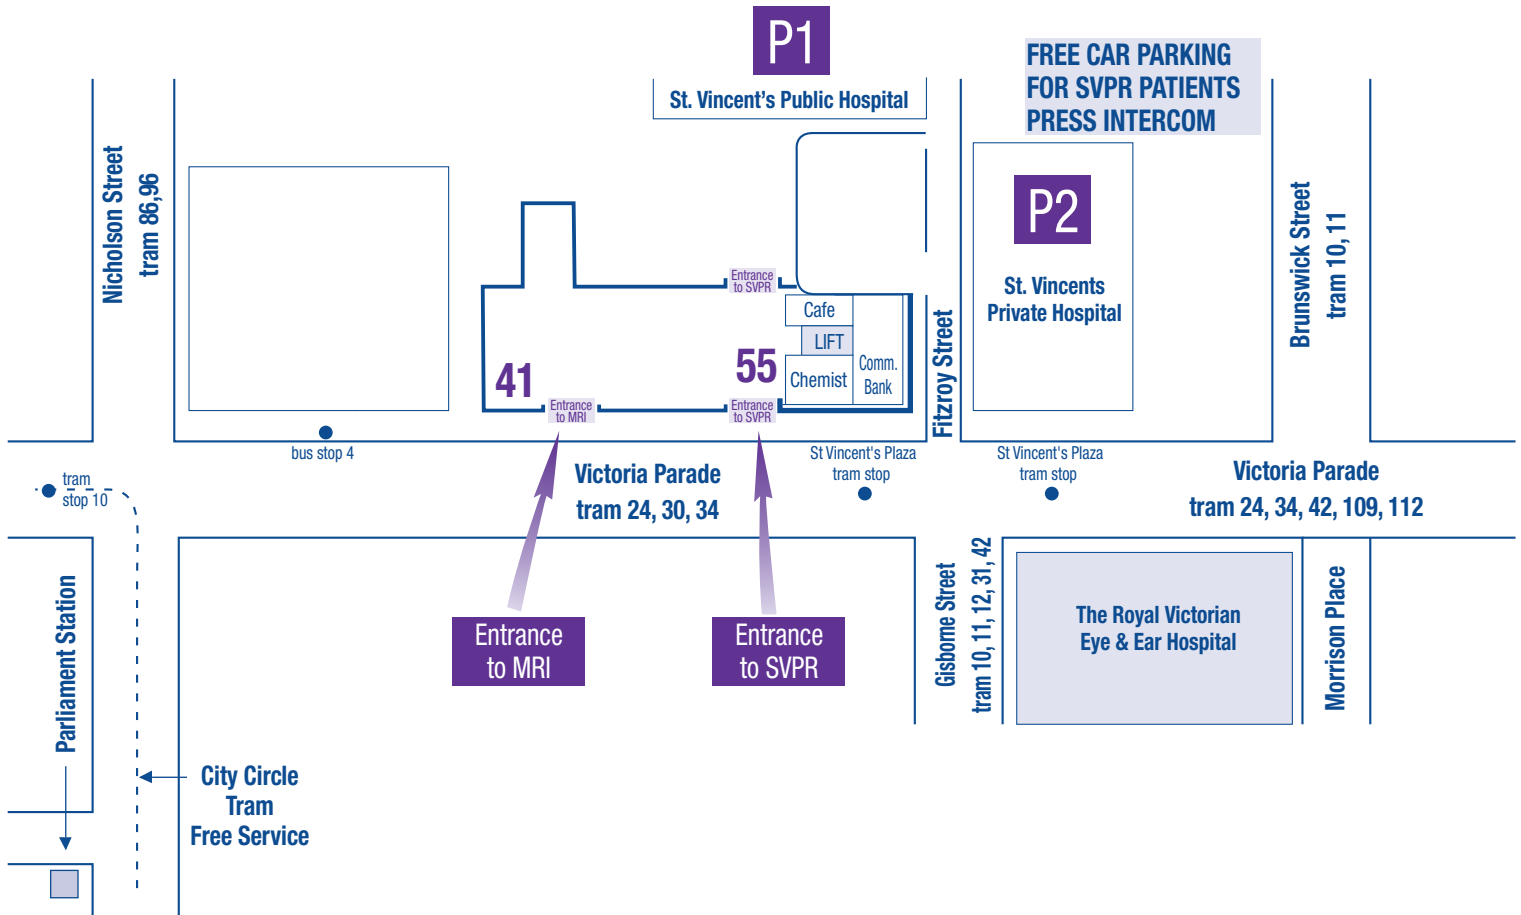 P1
St. Vincent's Public Hospital
FREE CAR PARKING
FOR SVPR PATIENTS
PRESS INTERCOM
Nicholson Street
tram 86,96
P2
St. Vincents
Private Hospital
Brunswick Street
tram 10, 11
Entrance
to SVPR
Cafe
LIFT
Chemist
Comm.
Bank
Fitzroy Street
41
55
Entrance
to MRI
Entrance
to SVPR
bus stop 4
St Vincent's Plaza
tram stop
St Vincent's Plaza
tram stop
tram
stop 10
Victoria Parade
tram 24, 30, 34
Victoria Parade
tram 24, 34, 42, 109, 112
Parliament Station
Entrance
to MRI
Entrance
to SVPR
Gisborne Street
tram 10, 11, 12, 31, 42
The Royal Victorian
Eye & Ear Hospital
Morrison Place
City Circle
Tram
Free Service